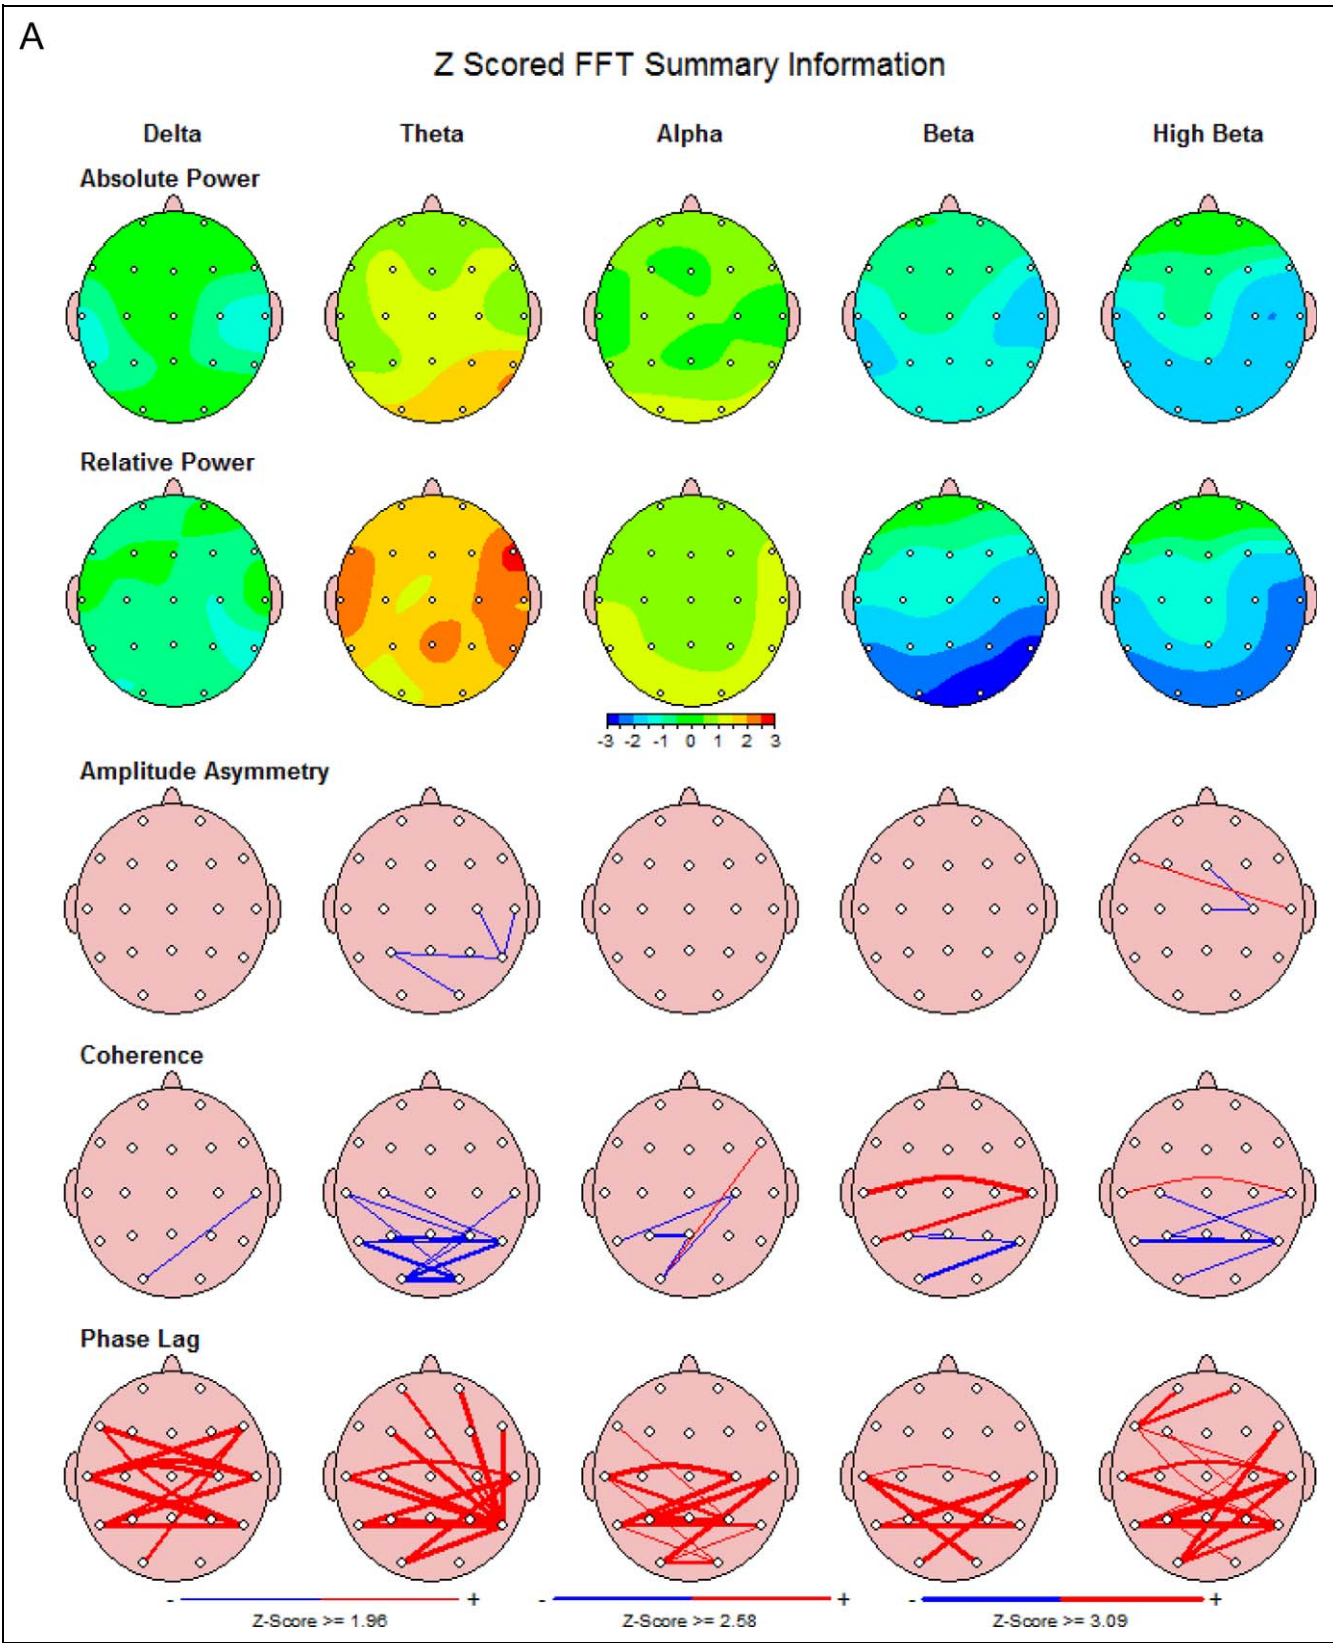 A
Z Scored FFT Summary Information
Delta Theta Alpha Beta High Beta
Absolute Power
Relative Power
-3 -2 -1 0 1 2 3
Amplitude Asymmetry
Coherence
Phase Lag
- + - + - +
Z-Score >= 1.96 Z-Score >= 2.58 Z-Score >= 3.09